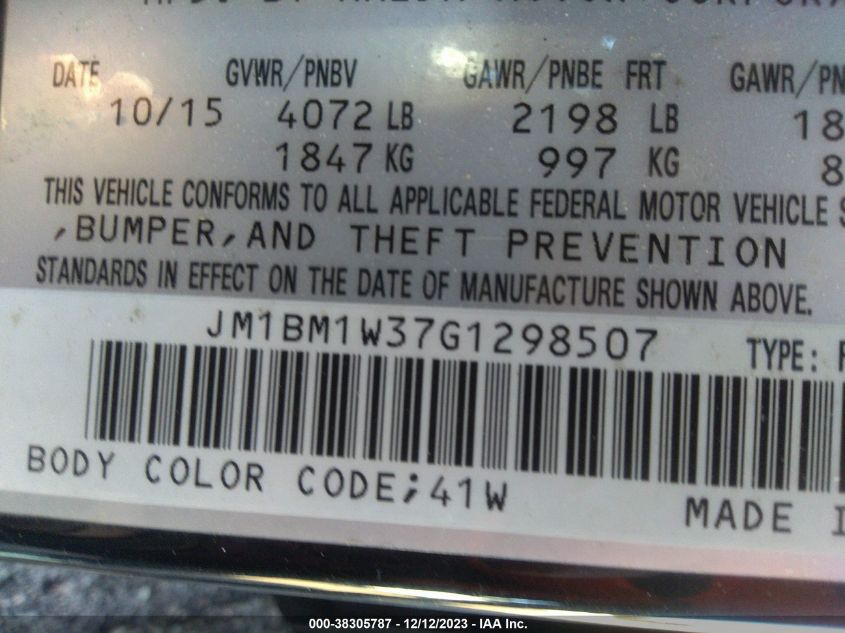 DATE GVWR/PNBV GAWR/PNBE FRT GAWR/PN
10/15 4072 LB 2198 LB 18
1847 KG 997 KG 8
THIS VEHICLE CONFORMS TO ALL APPLICABLE FEDERAL MOTOR VEHICLE S
,BUMPER,AND THEFT PREVENTION
STANDARDS IN EFFECT ON THE DATE OF MANUFACTURE SHOWN ABOVE.
JM1BM1W37G1298507 TYPE: P
BODY COLOR CODE;41W MADE I
000-38305787 - 12/12/2023 - IAA Inc.